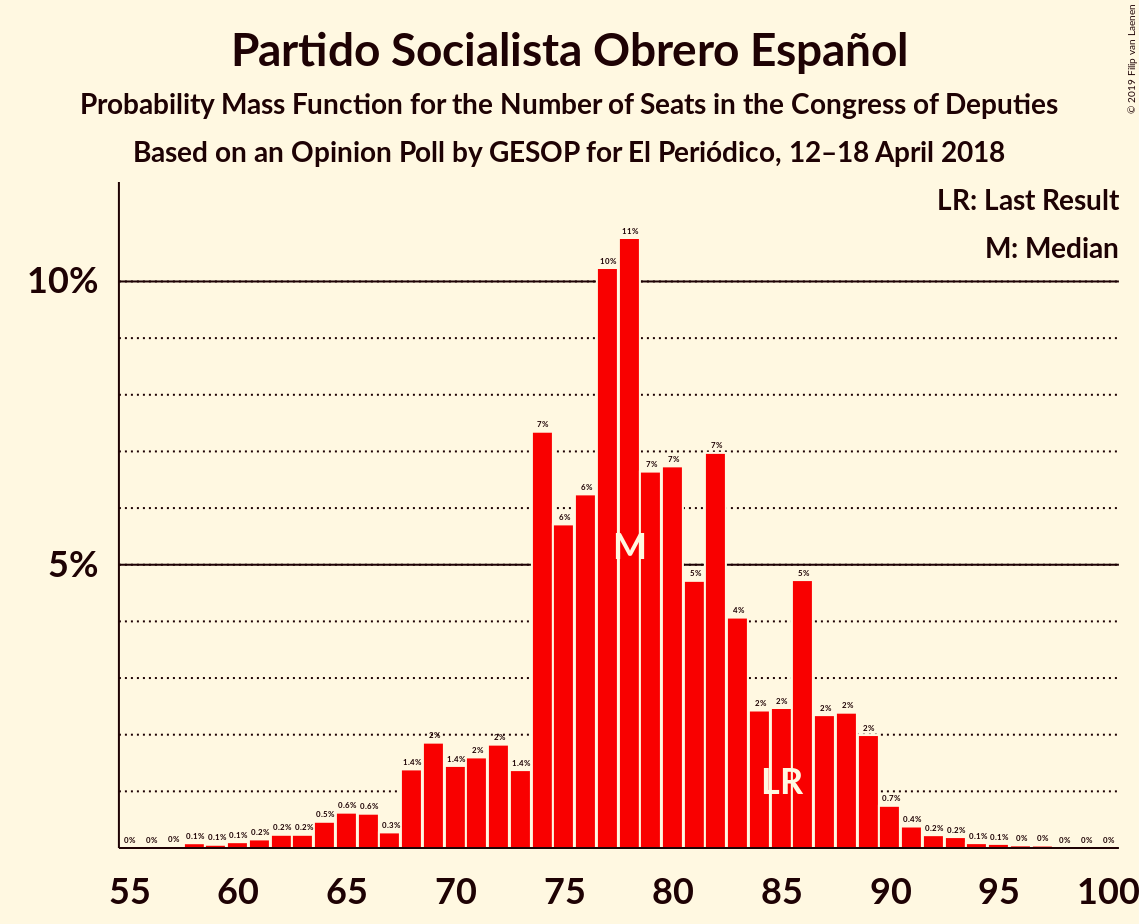 Partido Socialista Obrero Español
Probability Mass Function for the Number of Seats in the Congress of Deputies
Based on an Opinion Poll by GESOP for El Periódico, 12–18 April 2018
© 2019 Filip van Laenen
LR: Last Result
M: Median
10%
5%
0% 0% 0% 0.1% 0.1% 0.1% 0.2% 0.2% 0.2% 0.5% 0.6% 0.6% 0.3% 1.4% 2% 1.4% 2% 2% 1.4% 7% 6% 6% 10% 11% 7% 7% 5% 7% 4% 2% 2% 5% 2% 2% 2% 0.7% 0.4% 0.2% 0.2% 0.1% 0.1% 0% 0% 0% 0% 0%
M
LR
55 60 65 70 75 80 85 90 95 100